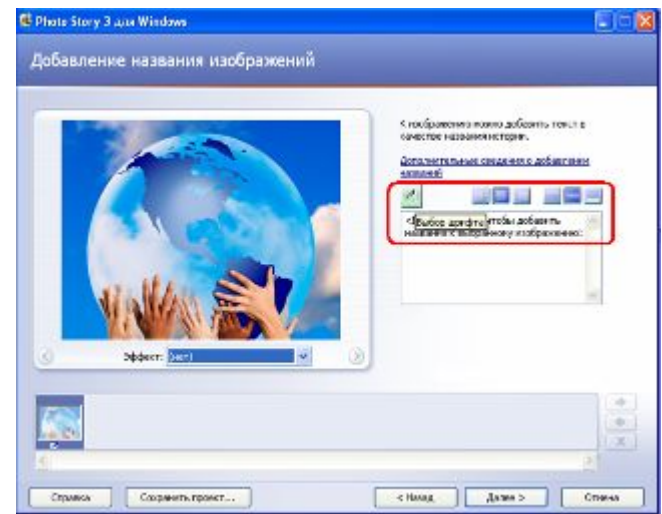 Photo Story 3 для Windows
Добавление названия изображений
К изображению можно добавить текст в
качестве названия истории.
Дополнительные сведения о добавлении
названий
Выбор шрифта чтобы добавить
название к выбранному изображению:
Эффект: (нет)
Справка
Сохранить проект...
< Назад
Далее >
Отмена